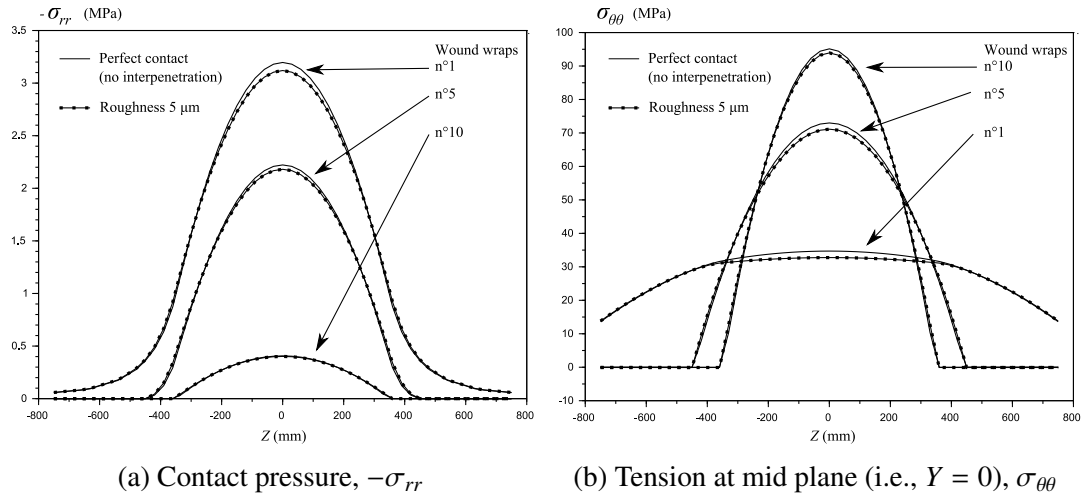 -σrr (MPa)
3.5
3
2.5
2
1.5
1
0.5
0
-800
-600
-400
-200
0
200
400
600
800
Z (mm)
Perfect contact
(no interpenetration)
Roughness 5 μm
Wound wraps
n°1
n°5
n°10
(a) Contact pressure, −σrr
σθθ (MPa)
100
90
80
70
60
50
40
30
20
10
0
-10
-800
-600
-400
-200
0
200
400
600
800
Z (mm)
Perfect contact
(no interpenetration)
Roughness 5 μm
Wound wraps
n°10
n°5
n°1
(b) Tension at mid plane (i.e., Y = 0), σθθ